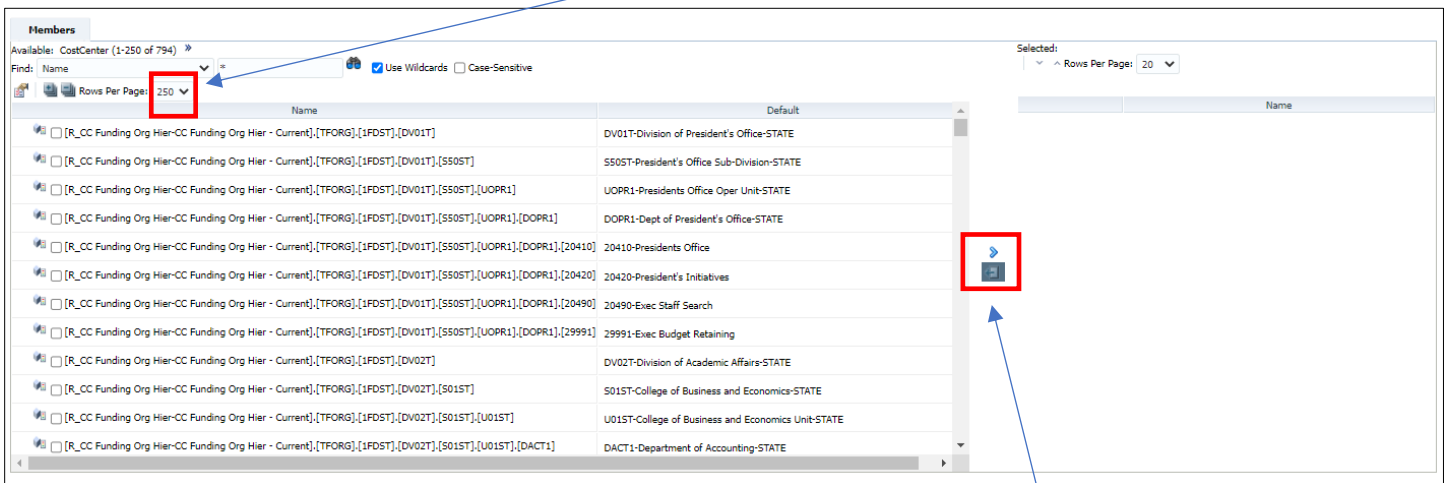 Members
Available: CostCenter (1-250 of 794) »
Find: Name * Use Wildcards Case-Sensitive
Rows Per Page: 250
Name Default
[R_CC Funding Org Hier-CC Funding Org Hier - Current].[TFORG].[1FDST].[DV01T] DV01T-Division of President's Office-STATE
[R_CC Funding Org Hier-CC Funding Org Hier - Current].[TFORG].[1FDST].[DV01T].[S50ST] S50ST-President's Office Sub-Division-STATE
[R_CC Funding Org Hier-CC Funding Org Hier - Current].[TFORG].[1FDST].[DV01T].[S50ST].[UOPR1] UOPR1-Presidents Office Oper Unit-STATE
[R_CC Funding Org Hier-CC Funding Org Hier - Current].[TFORG].[1FDST].[DV01T].[S50ST].[UOPR1].[DOPR1] DOPR1-Dept of President's Office-STATE
[R_CC Funding Org Hier-CC Funding Org Hier - Current].[TFORG].[1FDST].[DV01T].[S50ST].[UOPR1].[DOPR1].[20410] 20410-Presidents Office
[R_CC Funding Org Hier-CC Funding Org Hier - Current].[TFORG].[1FDST].[DV01T].[S50ST].[UOPR1].[DOPR1].[20420] 20420-President's Initiatives
[R_CC Funding Org Hier-CC Funding Org Hier - Current].[TFORG].[1FDST].[DV01T].[S50ST].[UOPR1].[DOPR1].[20490] 20490-Exec Staff Search
[R_CC Funding Org Hier-CC Funding Org Hier - Current].[TFORG].[1FDST].[DV01T].[S50ST].[UOPR1].[DOPR1].[29991] 29991-Exec Budget Retaining
[R_CC Funding Org Hier-CC Funding Org Hier - Current].[TFORG].[1FDST].[DV02T] DV02T-Division of Academic Affairs-STATE
[R_CC Funding Org Hier-CC Funding Org Hier - Current].[TFORG].[1FDST].[DV02T].[S01ST] S01ST-College of Business and Economics-STATE
[R_CC Funding Org Hier-CC Funding Org Hier - Current].[TFORG].[1FDST].[DV02T].[S01ST].[U01ST] U01ST-College of Business and Economics Unit-STATE
[R_CC Funding Org Hier-CC Funding Org Hier - Current].[TFORG].[1FDST].[DV02T].[S01ST].[U01ST].[DACT1] DACT1-Department of Accounting-STATE
Selected:
Rows Per Page: 20
Name